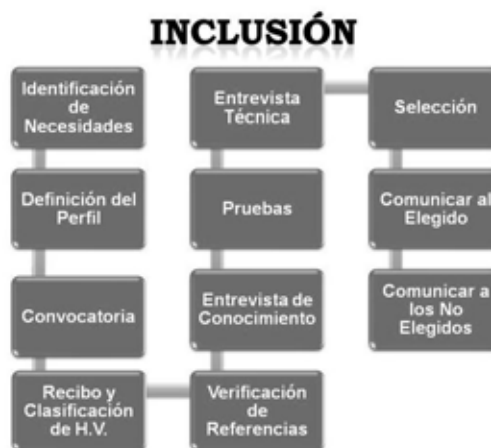 INCLUSIÓN
Identificación
de
Necesidades
Definición del
Perfil
Convocatoria
Recibo y
Clasificación
de H.V.
Verificación
de
Referencias
Entrevista de
Conocimiento
Pruebas
Entrevista
Técnica
Selección
Comunicar al
Elegido
Comunicar a
los No
Elegidos